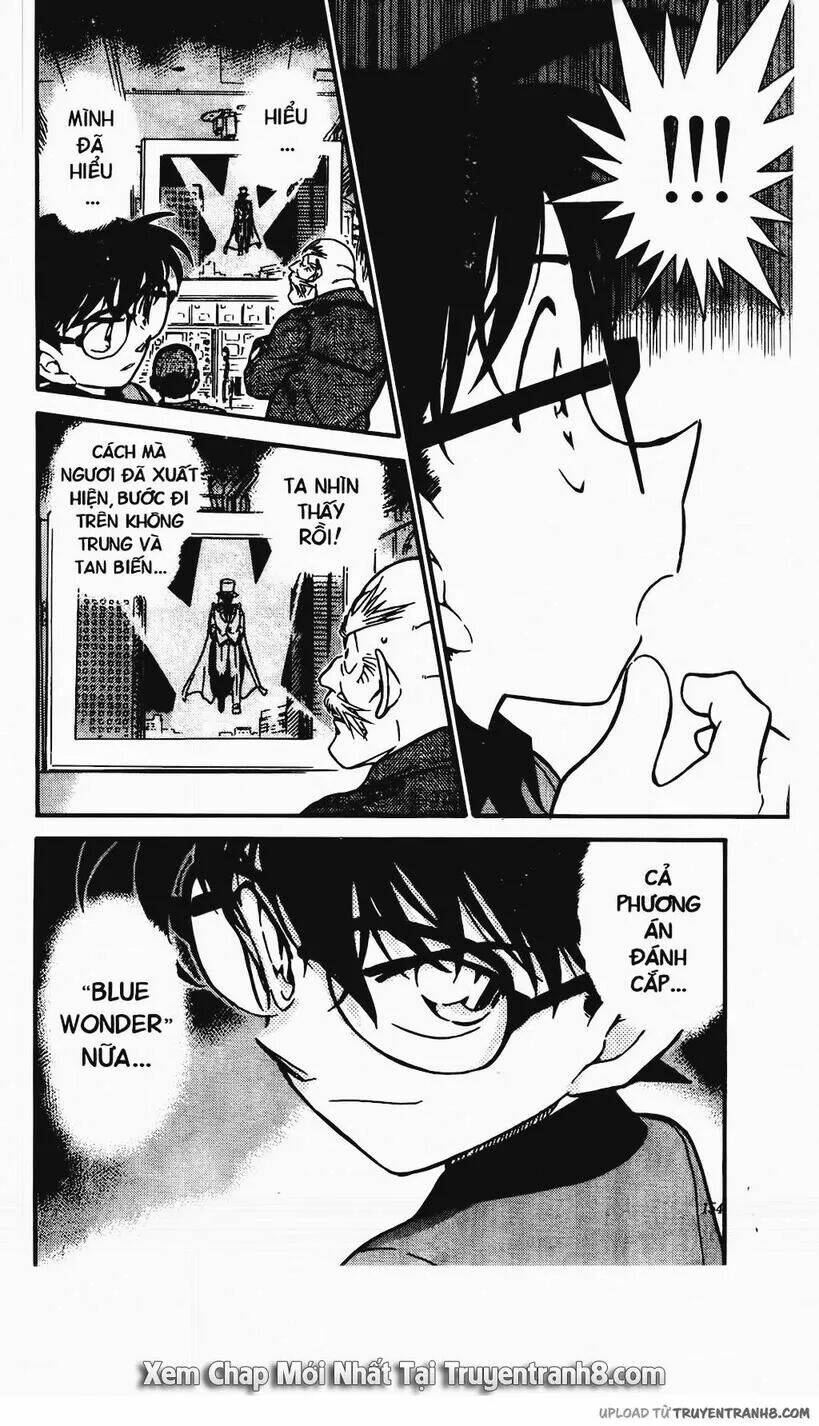 !!!
HIỂU
...
MÌNH
ĐÃ
HIỂU
...
TA NHÌN
THẤY
RỒI!
CÁCH MÀ
NGƯƠI ĐÃ XUẤT
HIỆN, BƯỚC ĐI
TRÊN KHÔNG
TRUNG VÀ
TAN BIẾN...
CẢ
PHƯƠNG
ÁN
ĐÁNH
CẮP...
“BLUE
WONDER”
NỮA...
154
Xem Chap Mới Nhất Tại Truyentranh8.com
UPLOAD TỪ TRUYENTRANH8.COM